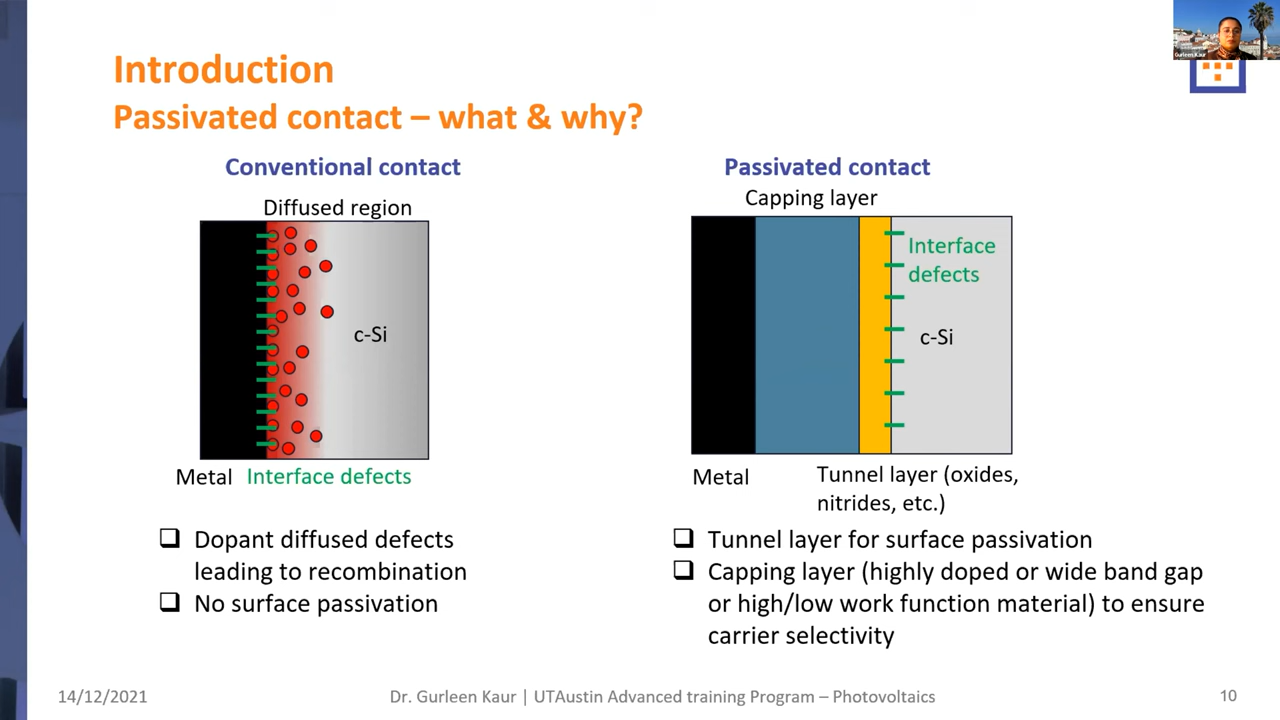 Gurleen Kaur
Introduction
Passivated contact – what & why?
Conventional contact
Diffused region
c-Si
Metal
Interface defects
❑ Dopant diffused defects
leading to recombination
❑ No surface passivation
Passivated contact
Capping layer
Interface
defects
c-Si
Metal
Tunnel layer (oxides,
nitrides, etc.)
❑ Tunnel layer for surface passivation
❑ Capping layer (highly doped or wide band gap
or high/low work function material) to ensure
carrier selectivity
14/12/2021
Dr. Gurleen Kaur | UTAustin Advanced training Program – Photovoltaics
10